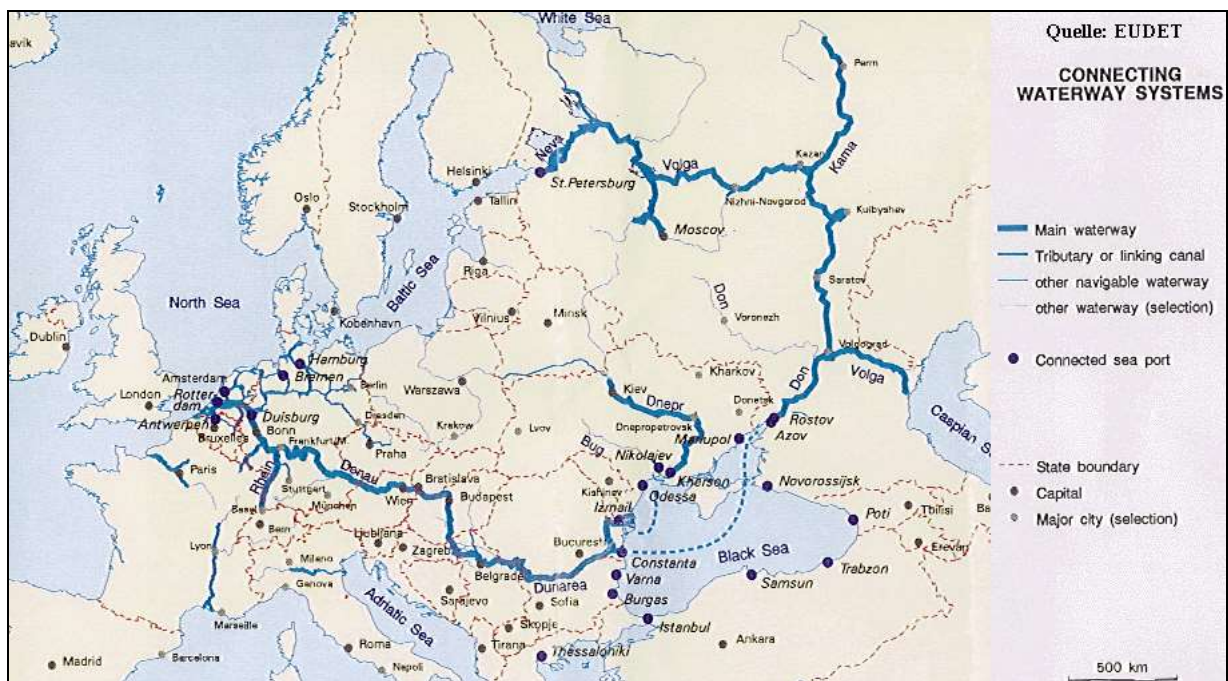 White Sea
avik
Perm
Helsinki
Neva
St.Petersburg
Volga
Kazan
Kama
Oslo
Stockholm
Tallin
Nizhni-Novgorod
Kuibyshev
Moscov
Riga
Baltic Sea
North Sea
Saratov
Don
Dublin
Kobenhavn
Vilnius
Minsk
Voronezh
Hamburg
Bremen
Volgograd
Amsterdam
Berlin
Warszawa
Kharkov
Don
Volga
London
Rotter-
dam
Kiev
Duisburg
Dnepr
Donetsk
Antwerpen
Dresden
Rostov
Bruxelles
Bonn
Krakow
Lvov
Dnepropetrovsk
Azov
Caspian S
Frankfurt/M.
Praha
Bug
Mariupol
Paris
Rhein
Donau
Nikolajev
Stuttgart
Bratislava
Kherson
Wien
Kishinev
Odessa
Novorossijsk
München
Budapest
Basel
Izmail
Bern
Ljubljana
Poti
Tbilisi
Ba
Lyon
Zagreb
Bucuresti
Black Sea
Erevan
Milano
Belgrade
Constanta
Trabzon
Genova
Dunarea
Varna
Samsun
Adriatic Sea
Sarajevo
Sofia
Burgas
Marseille
Skopje
Istanbul
Madrid
Barcelona
Roma
Tirana
Thessaloniki
Ankara
Napoli
Quelle: EUDET
CONNECTING
WATERWAY SYSTEMS
Main waterway
Tributary or linking canal
other navigable waterway
other waterway (selection)
Connected sea port
State boundary
Capital
Major city (selection)
500 km